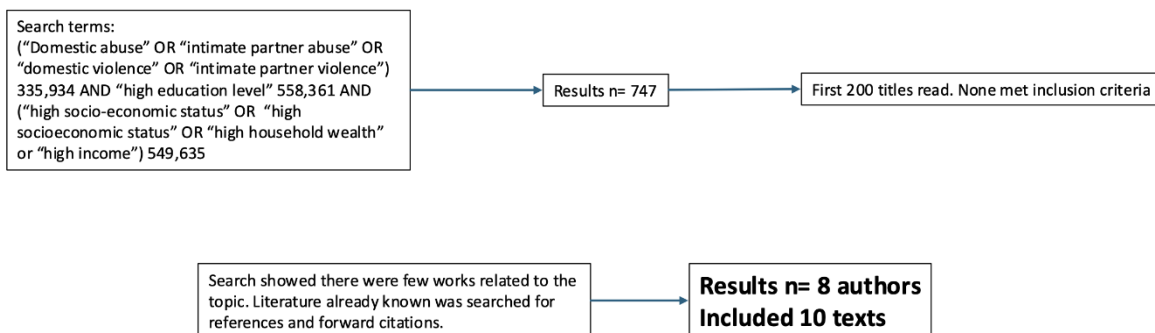 Search terms:
(“Domestic abuse” OR “intimate partner abuse” OR
“domestic violence” OR “intimate partner violence”)
335,934 AND “high education level” 558,361 AND
(“high socio-economic status” OR “high
socioeconomic status” OR “high household wealth”
or “high income”) 549,635
Results n= 747
First 200 titles read. None met inclusion criteria
Search showed there were few works related to the
topic. Literature already known was searched for
references and forward citations.
Results n= 8 authors
Included 10 texts